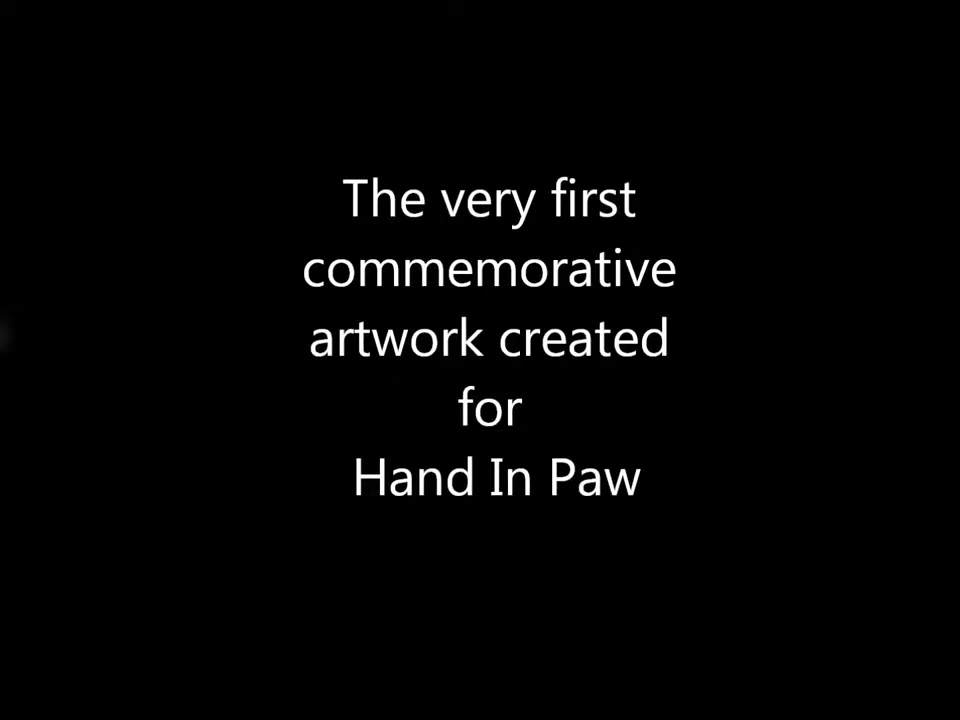 The very first
commemorative
artwork created
for
Hand In Paw